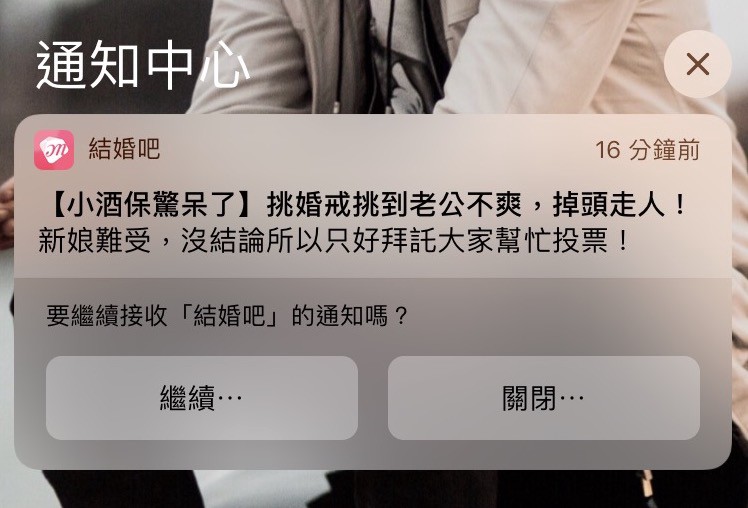 通知中心
結婚吧
16 分鐘前
【小酒保驚呆了】挑婚戒挑到老公不爽，掉頭走人！
新娘難受，沒結論所以只好拜託大家幫忙投票！
要繼續接收「結婚吧」的通知嗎？
繼續⋯
關閉⋯